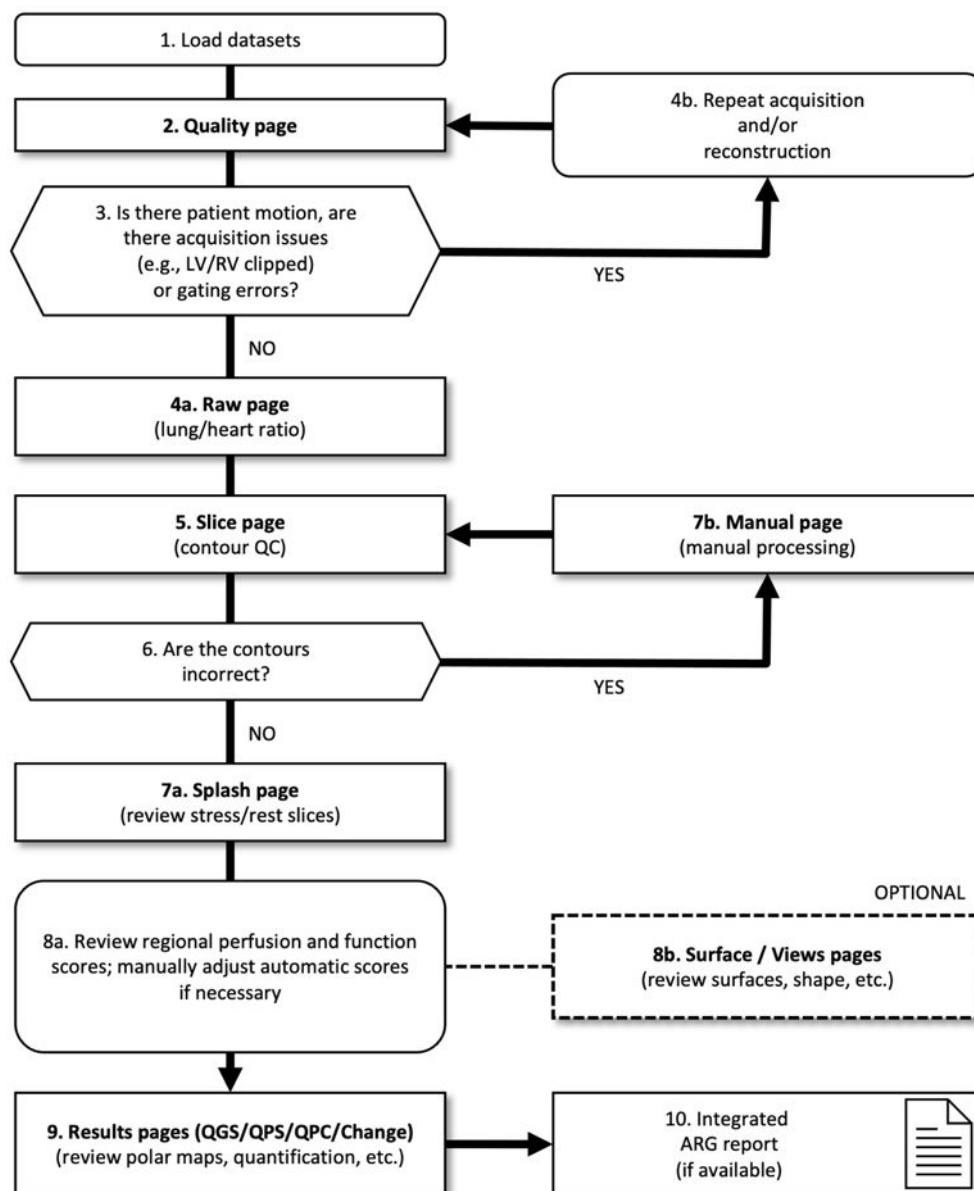 1. Load datasets
2. Quality page
4b. Repeat acquisition
and/or
reconstruction
3. Is there patient motion, are
there acquisition issues
(e.g., LV/RV clipped)
or gating errors?
YES
NO
4a. Raw page
(lung/heart ratio)
5. Slice page
(contour QC)
7b. Manual page
(manual processing)
6. Are the contours
incorrect?
YES
NO
7a. Splash page
(review stress/rest slices)
OPTIONAL
8a. Review regional perfusion and function
scores; manually adjust automatic scores
if necessary
8b. Surface / Views pages
(review surfaces, shape, etc.)
9. Results pages (QGS/QPS/QPC/Change)
(review polar maps, quantification, etc.)
10. Integrated
ARG report
(if available)